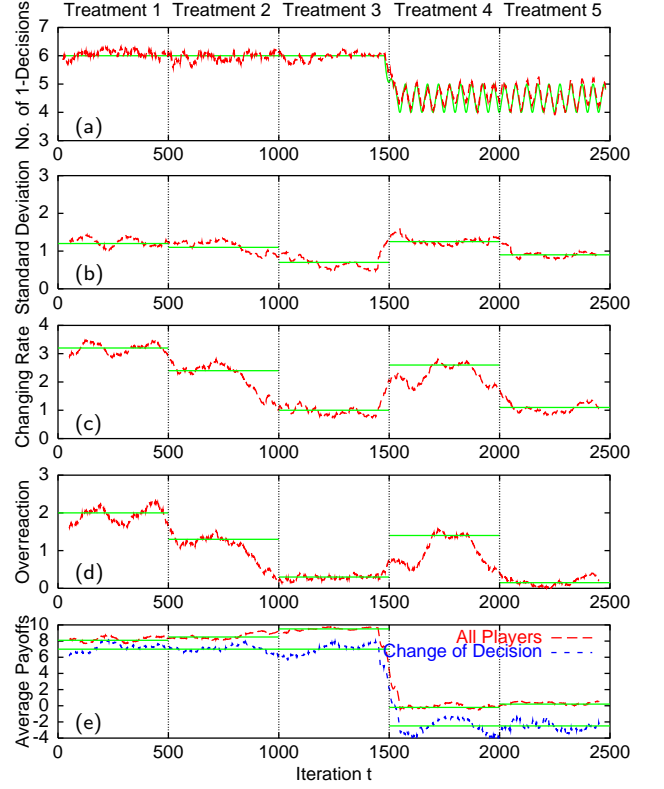 Treatment 1 Treatment 2 Treatment 3 Treatment 4 Treatment 5
No. of 1-Decisions
7
6
5
4
3
(a)
0 500 1000 1500 2000 2500
Standard Deviation
3
2
1
0
(b)
0 500 1000 1500 2000 2500
Changing Rate
4
3
2
1
0
(c)
0 500 1000 1500 2000 2500
Overreaction
3
2
1
0
(d)
0 500 1000 1500 2000 2500
Average Payoffs
10
8
6
4
2
0
-2
-4
All Players
Change of Decision
(e)
0 500 1000 1500 2000 2500
Iteration t